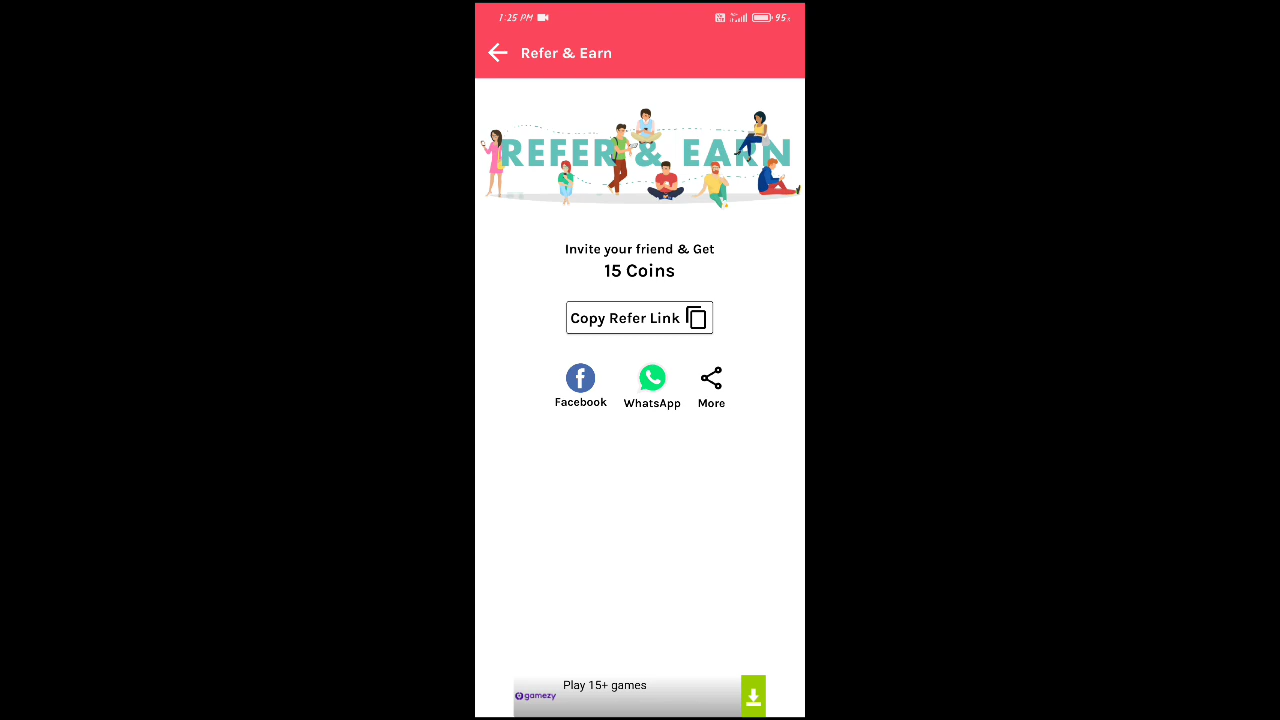 1:25 PM 95%
Refer & Earn
REFER & EARN
Invite your friend & Get
15 Coins
Copy Refer Link
Facebook WhatsApp More
Play 15+ games
gamezy